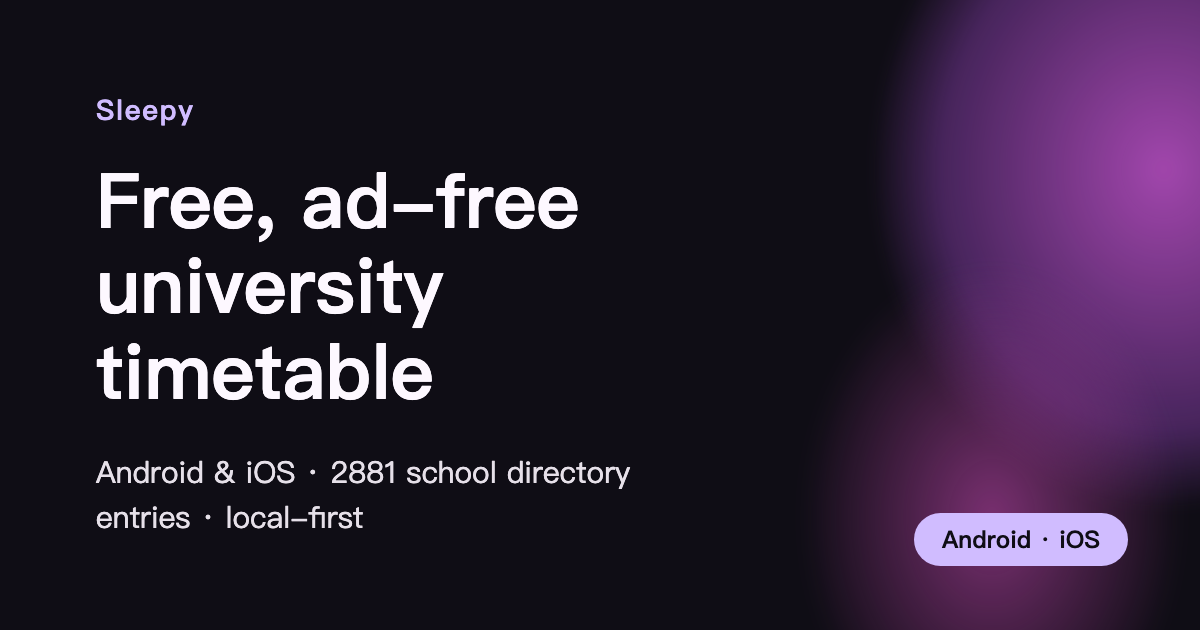 Sleepy
Free, ad–free
university
timetable
Android & iOS · 2881 school directory
entries · local–first
Android · iOS